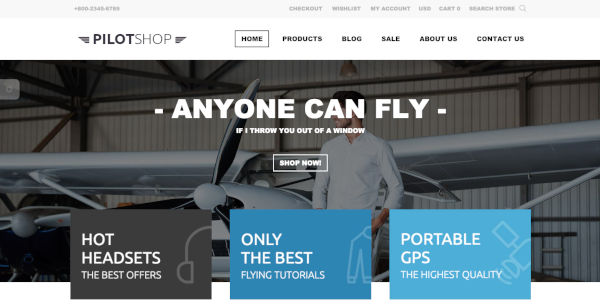 +800-2345-6789
CHECKOUT WISHLIST MY ACCOUNT USD CART 0 SEARCH STORE
PILOTSHOP
HOME PRODUCTS BLOG SALE ABOUT US CONTACT US
- ANYONE CAN FLY -
IF I THROW YOU OUT OF A WINDOW
SHOP NOW!
HOT
HEADSETS
THE BEST OFFERS
ONLY
THE BEST
FLYING TUTORIALS
PORTABLE
GPS
THE HIGHEST QUALITY